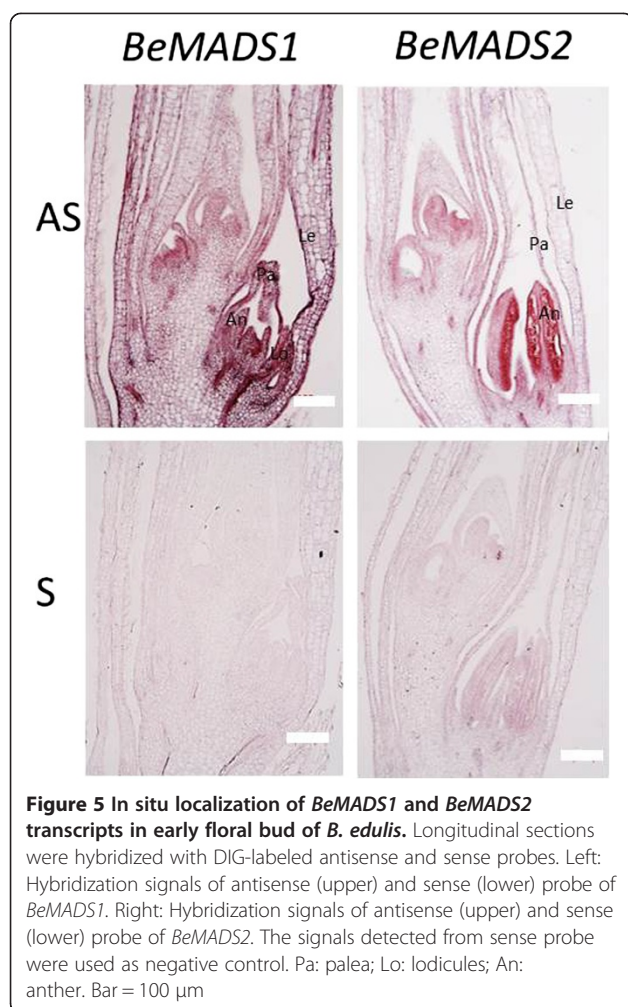 BeMADS1 BeMADS2
AS
Le
Pa
An
Lo
Le
Pa
An
S
Figure 5 In situ localization of BeMADS1 and BeMADS2
transcripts in early floral bud of B. edulis. Longitudinal sections
were hybridized with DIG-labeled antisense and sense probes. Left:
Hybridization signals of antisense (upper) and sense (lower) probe of
BeMADS1. Right: Hybridization signals of antisense (upper) and sense
(lower) probe of BeMADS2. The signals detected from sense probe
were used as negative control. Pa: palea; Lo: lodicules; An:
anther. Bar = 100 μm